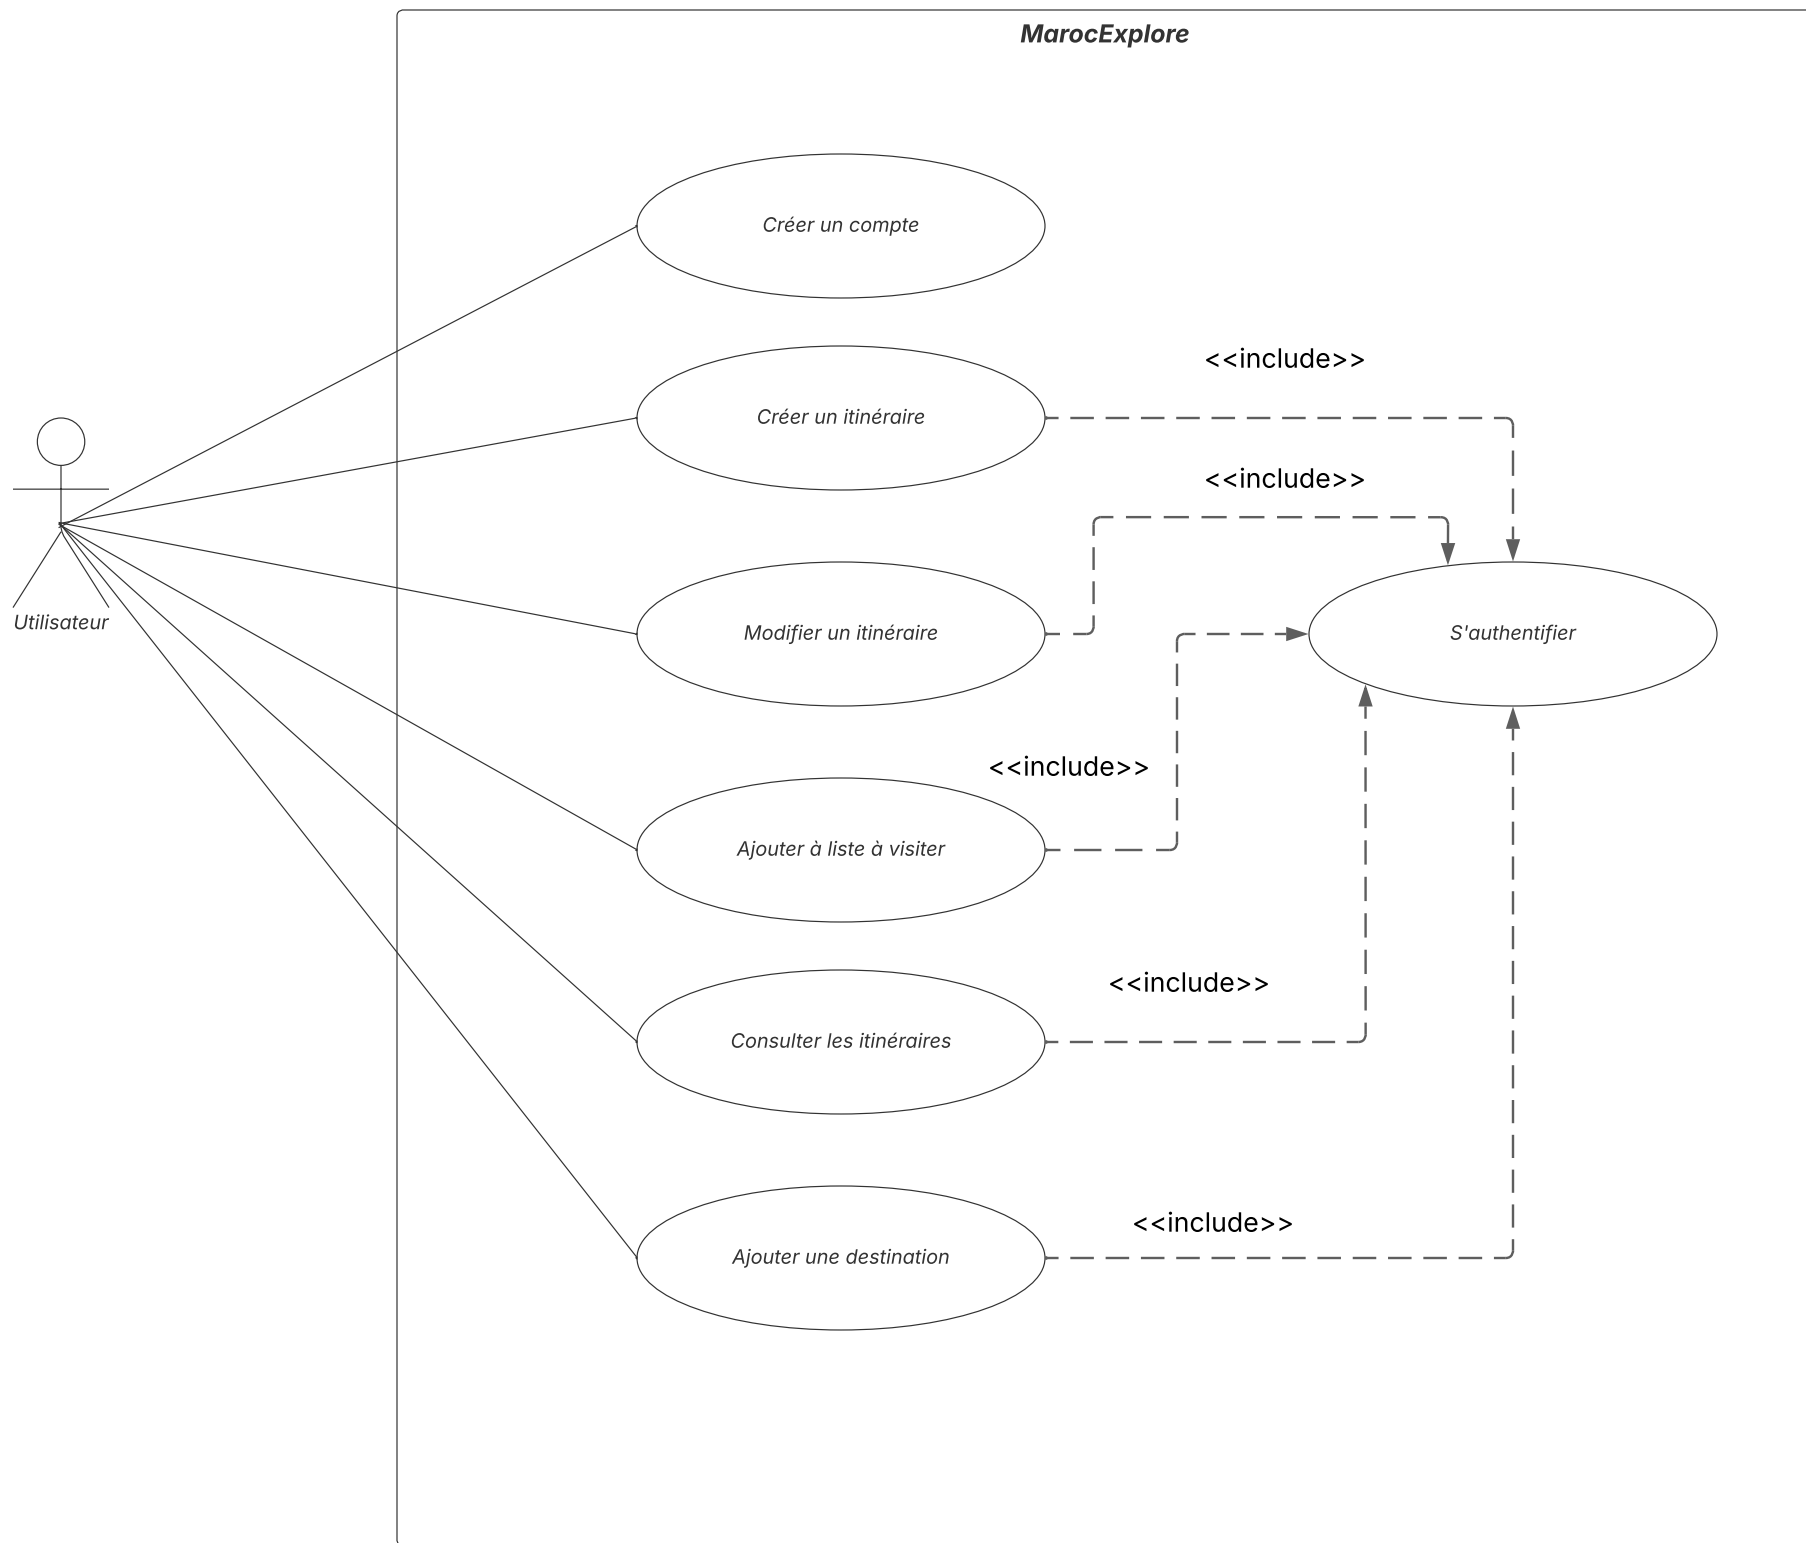 MarocExplore
Créer un compte
<<include>>
Créer un itinéraire
<<include>>
Utilisateur
Modifier un itinéraire
S'authentifier
<<include>>
Ajouter à liste à visiter
<<include>>
Consulter les itinéraires
<<include>>
Ajouter une destination